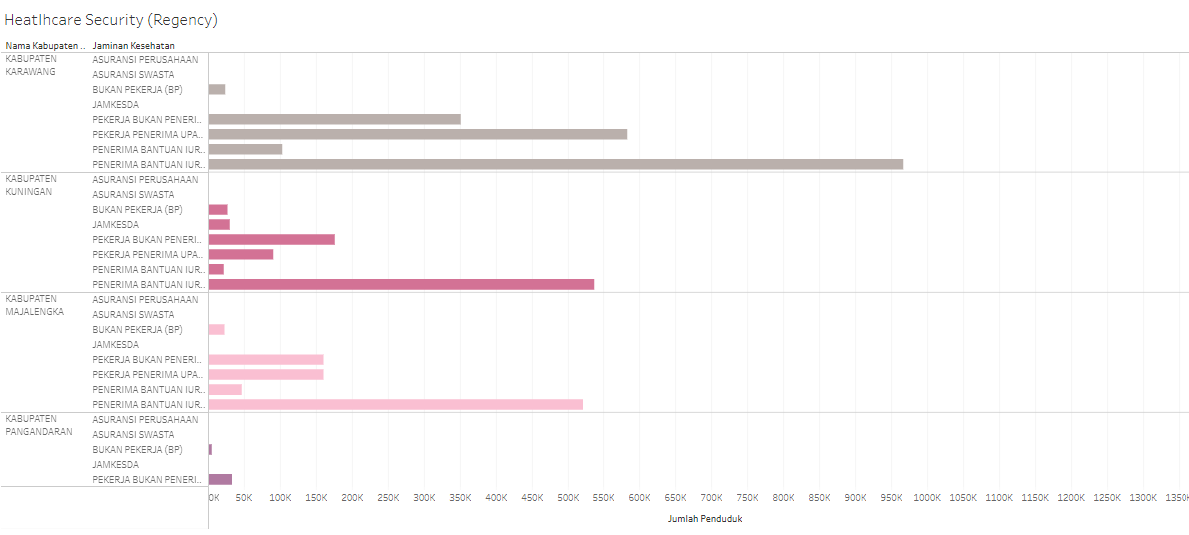 Heatlhcare Security (Regency)
Nama Kabupaten .. Jaminan Kesehatan
KABUPATEN KARAWANG
ASURANSI PERUSAHAAN
ASURANSI SWASTA
BUKAN PEKERJA (BP)
JAMKESDA
PEKERJA BUKAN PENERI..
PEKERJA PENERIMA UPA..
PENERIMA BANTUAN IUR..
PENERIMA BANTUAN IUR..
KABUPATEN KUNINGAN
ASURANSI PERUSAHAAN
ASURANSI SWASTA
BUKAN PEKERJA (BP)
JAMKESDA
PEKERJA BUKAN PENERI..
PEKERJA PENERIMA UPA..
PENERIMA BANTUAN IUR..
PENERIMA BANTUAN IUR..
KABUPATEN MAJALENGKA
ASURANSI PERUSAHAAN
ASURANSI SWASTA
BUKAN PEKERJA (BP)
JAMKESDA
PEKERJA BUKAN PENERI..
PEKERJA PENERIMA UPA..
PENERIMA BANTUAN IUR..
PENERIMA BANTUAN IUR..
KABUPATEN PANGANDARAN
ASURANSI PERUSAHAAN
ASURANSI SWASTA
BUKAN PEKERJA (BP)
JAMKESDA
PEKERJA BUKAN PENERI..
0K 50K 100K 150K 200K 250K 300K 350K 400K 450K 500K 550K 600K 650K 700K 750K 800K 850K 900K 950K 1000K 1050K 1100K 1150K 1200K 1250K 1300K 1350K
Jumlah Penduduk